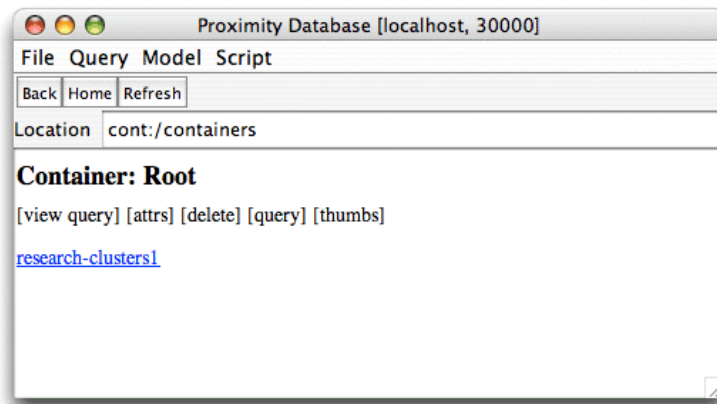 Proximity Database [localhost, 30000]
File Query Model Script
Back Home Refresh
Location cont:/containers
Container: Root
[view query] [attrs] [delete] [query] [thumbs]
research-clusters1